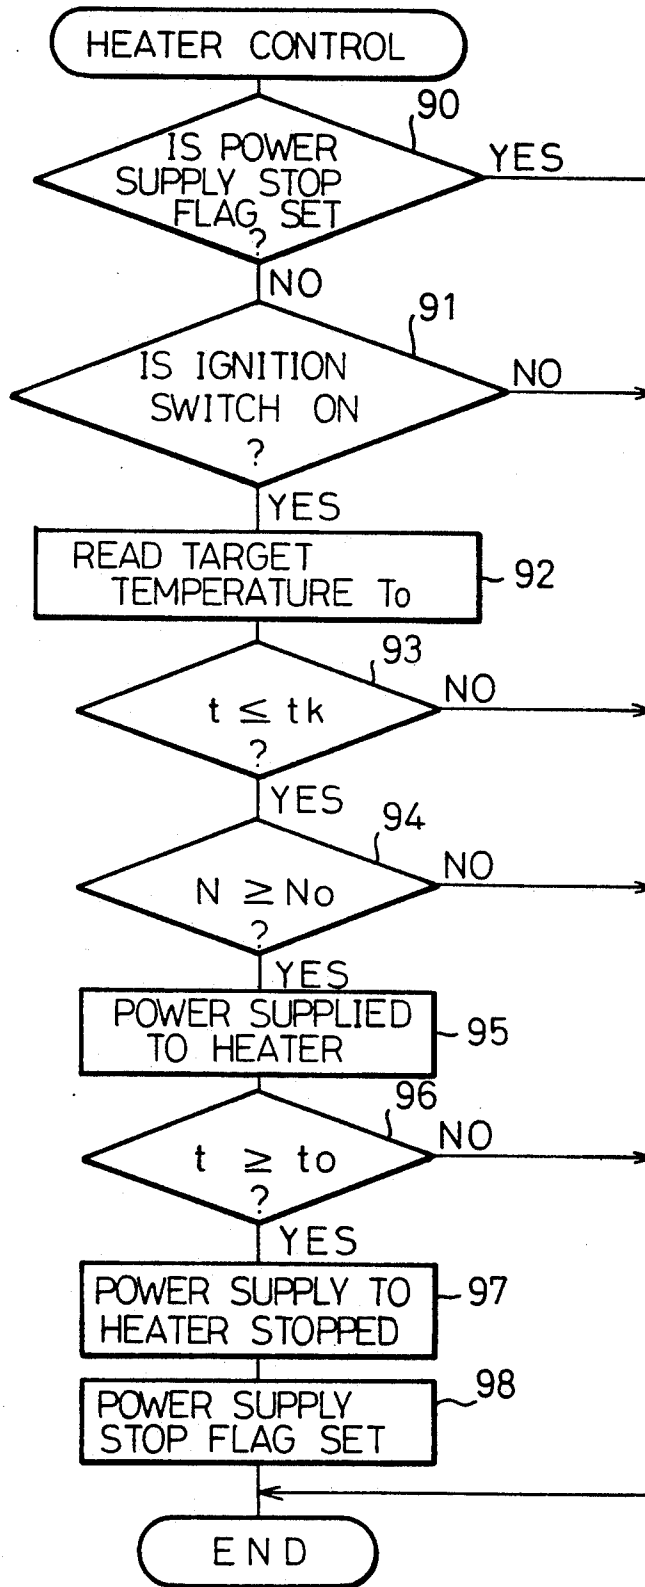 HEATER CONTROL
90
IS POWER
SUPPLY STOP
FLAG SET
?
YES
NO
91
IS IGNITION
SWITCH ON
?
NO
YES
READ TARGET
TEMPERATURE To
92
93
t ≤ tk
?
NO
YES
94
N ≥ No
?
NO
YES
POWER SUPPLIED
TO HEATER
95
96
t ≥ to
?
NO
YES
POWER SUPPLY TO
HEATER STOPPED
97
POWER SUPPLY
STOP FLAG SET
98
END